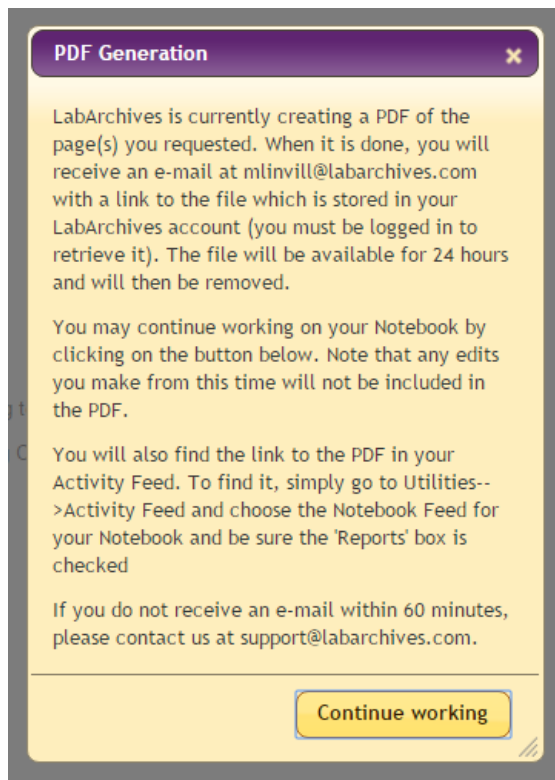 PDF Generation
LabArchives is currently creating a PDF of the
page(s) you requested. When it is done, you will
receive an e-mail at mlinvill@labarchives.com
with a link to the file which is stored in your
LabArchives account (you must be logged in to
retrieve it). The file will be available for 24 hours
and will then be removed.
You may continue working on your Notebook by
clicking on the button below. Note that any edits
you make from this time will not be included in
the PDF.
You will also find the link to the PDF in your
Activity Feed. To find it, simply go to Utilities--
>Activity Feed and choose the Notebook Feed for
your Notebook and be sure the 'Reports' box is
checked
If you do not receive an e-mail within 60 minutes,
please contact us at support@labarchives.com.
Continue working